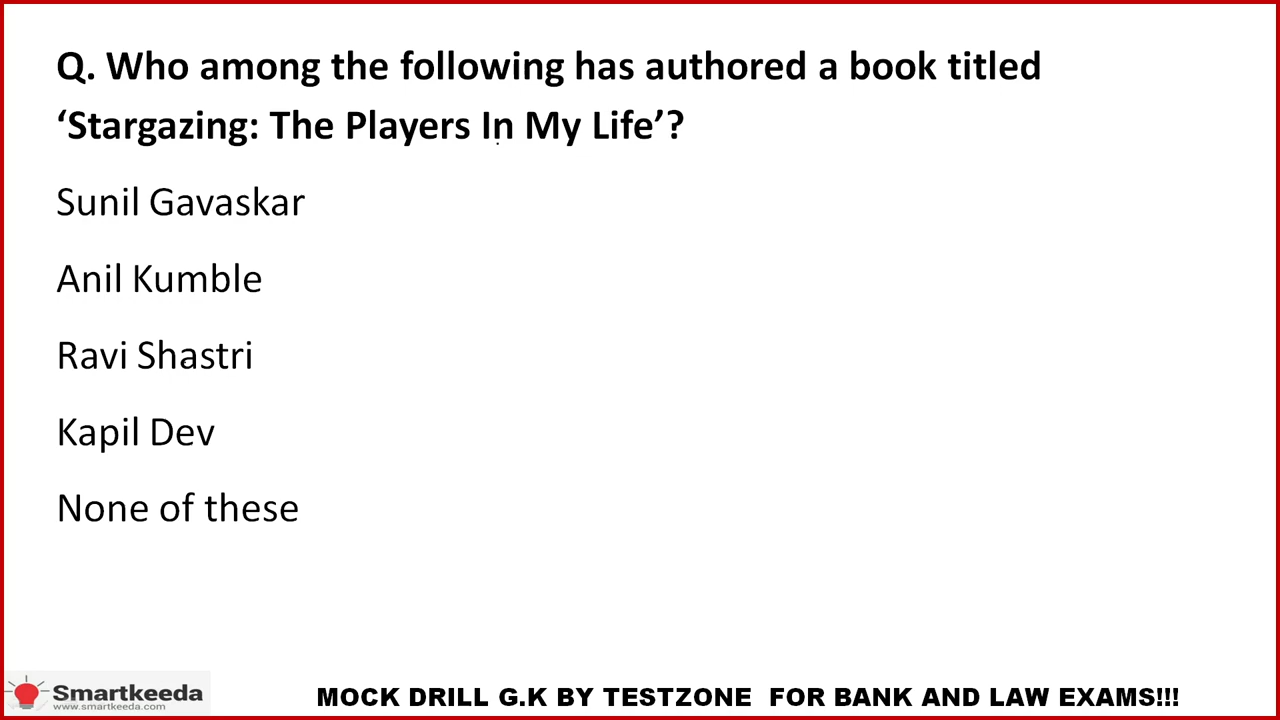 Q. Who among the following has authored a book titled
‘Stargazing: The Players In My Life’?
Sunil Gavaskar
Anil Kumble
Ravi Shastri
Kapil Dev
None of these
Smartkeeda
www.smartkeeda.com
MOCK DRILL G.K BY TESTZONE FOR BANK AND LAW EXAMS!!!